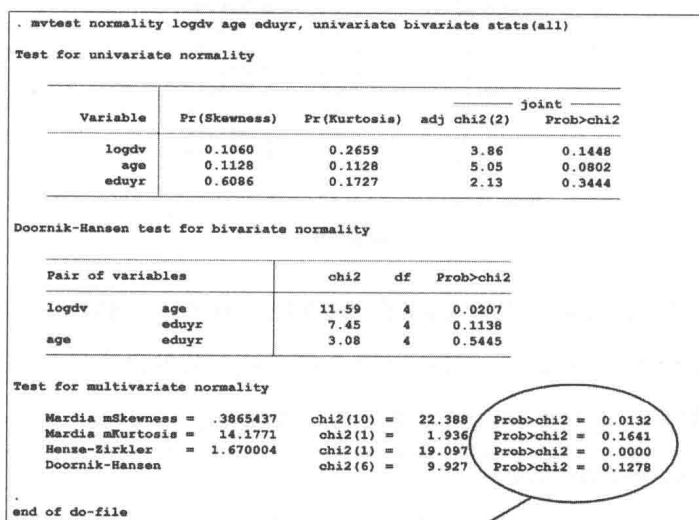 . mvtest normality logdv age eduyr, univariate bivariate stats(all)
Test for univariate normality
joint
Variable Pr(Skewness) Pr(Kurtosis) adj chi2(2) Prob>chi2
logdv 0.1060 0.2659 3.86 0.1448
age 0.1128 0.1128 5.05 0.0802
eduyr 0.6086 0.1727 2.13 0.3444
Doornik-Hansen test for bivariate normality
Pair of variables chi2 df Prob>chi2
logdv age 11.59 4 0.0207
eduyr 7.45 4 0.1138
age eduyr 3.08 4 0.5445
Test for multivariate normality
Mardia mSkewness = .3865437 chi2(10) = 22.388 Prob>chi2 = 0.0132
Mardia mKurtosis = 14.1771 chi2(1) = 1.936 Prob>chi2 = 0.1641
Henze-Zirkler = 1.670004 chi2(1) = 19.097 Prob>chi2 = 0.0000
Doornik-Hansen chi2(6) = 9.927 Prob>chi2 = 0.1278
.
end of do-file